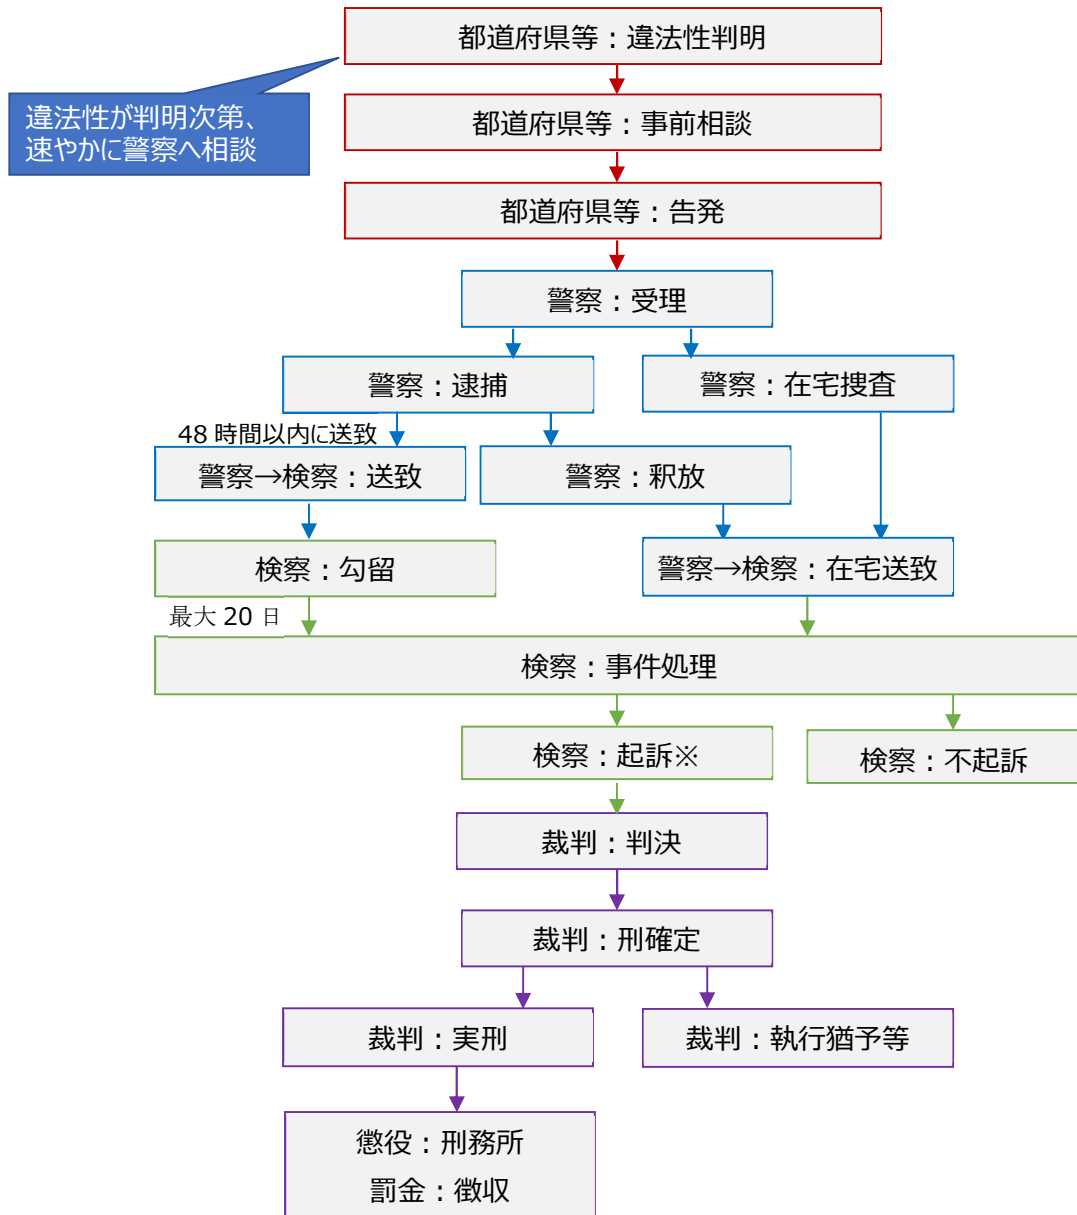 都道府県等：違法性判明
違法性が判明次第、
速やかに警察へ相談
都道府県等：事前相談
都道府県等：告発
警察：受理
警察：逮捕
警察：在宅捜査
48 時間以内に送致
警察→検察：送致
警察：釈放
検察：勾留
警察→検察：在宅送致
最大 20 日
検察：事件処理
検察：起訴※
検察：不起訴
裁判：判決
裁判：刑確定
裁判：実刑
裁判：執行猶予等
懲役：刑務所
罰金：徴収